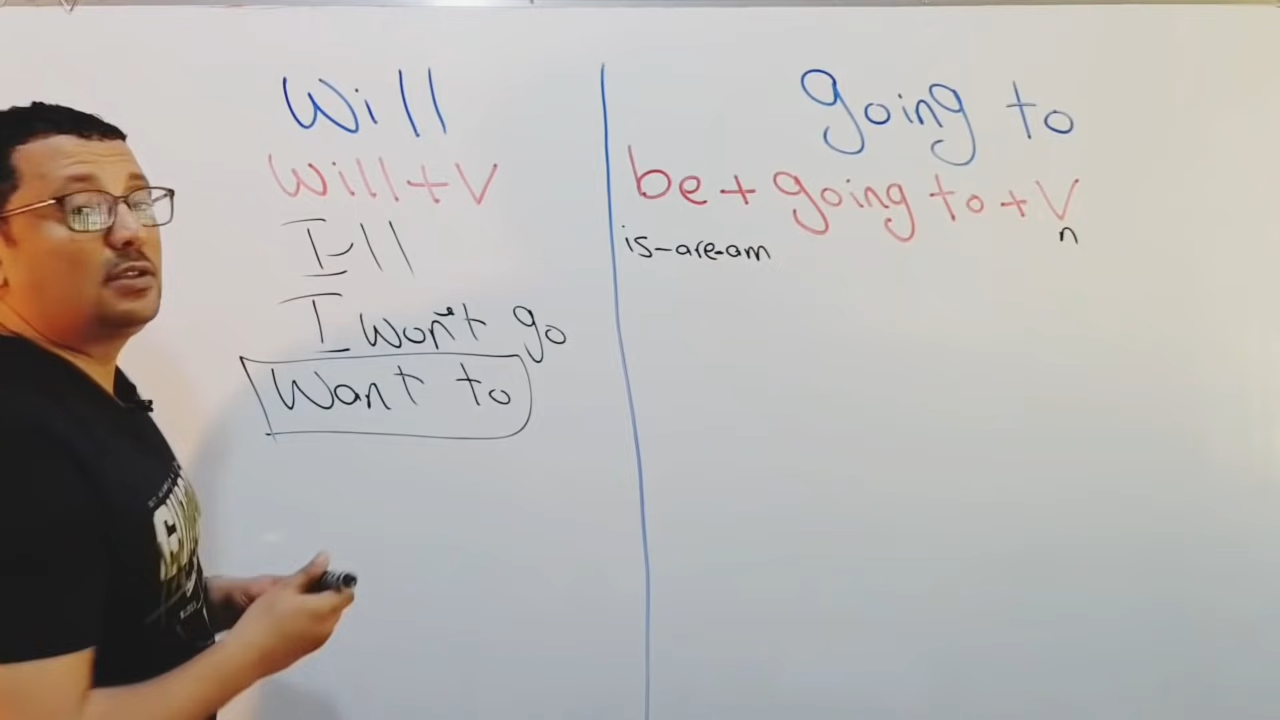 Will
Will+V
I-ll
I won't go
Want to
going to
be + going to + V
is-are-am
n